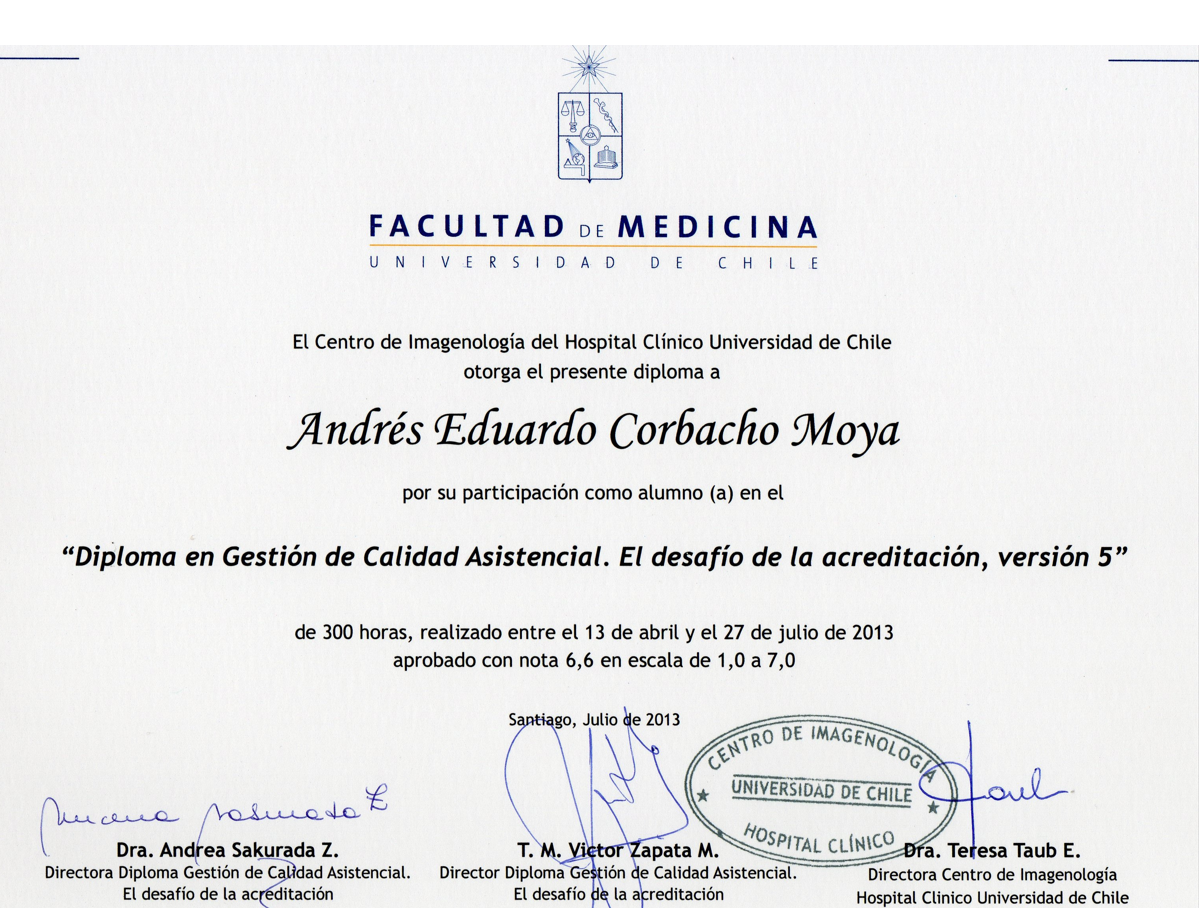 FACULTAD DE MEDICINA
UNIVERSIDAD DE CHILE
El Centro de Imagenología del Hospital Clínico Universidad de Chile
otorga el presente diploma a
Andrés Eduardo Corbacho Moya
por su participación como alumno (a) en el
“Diploma en Gestión de Calidad Asistencial. El desafío de la acreditación, versión 5”
de 300 horas, realizado entre el 13 de abril y el 27 de julio de 2013
aprobado con nota 6,6 en escala de 1,0 a 7,0
Santiago, Julio de 2013
CENTRO DE IMAGENOLOGÍA
UNIVERSIDAD DE CHILE
HOSPITAL CLÍNICO
Dra. Andrea Sakurada Z.
Directora Diploma Gestión de Calidad Asistencial.
El desafío de la acreditación
T. M. Victor Zapata M.
Director Diploma Gestión de Calidad Asistencial.
El desafío de la acreditación
Dra. Teresa Taub E.
Directora Centro de Imagenología
Hospital Clinico Universidad de Chile